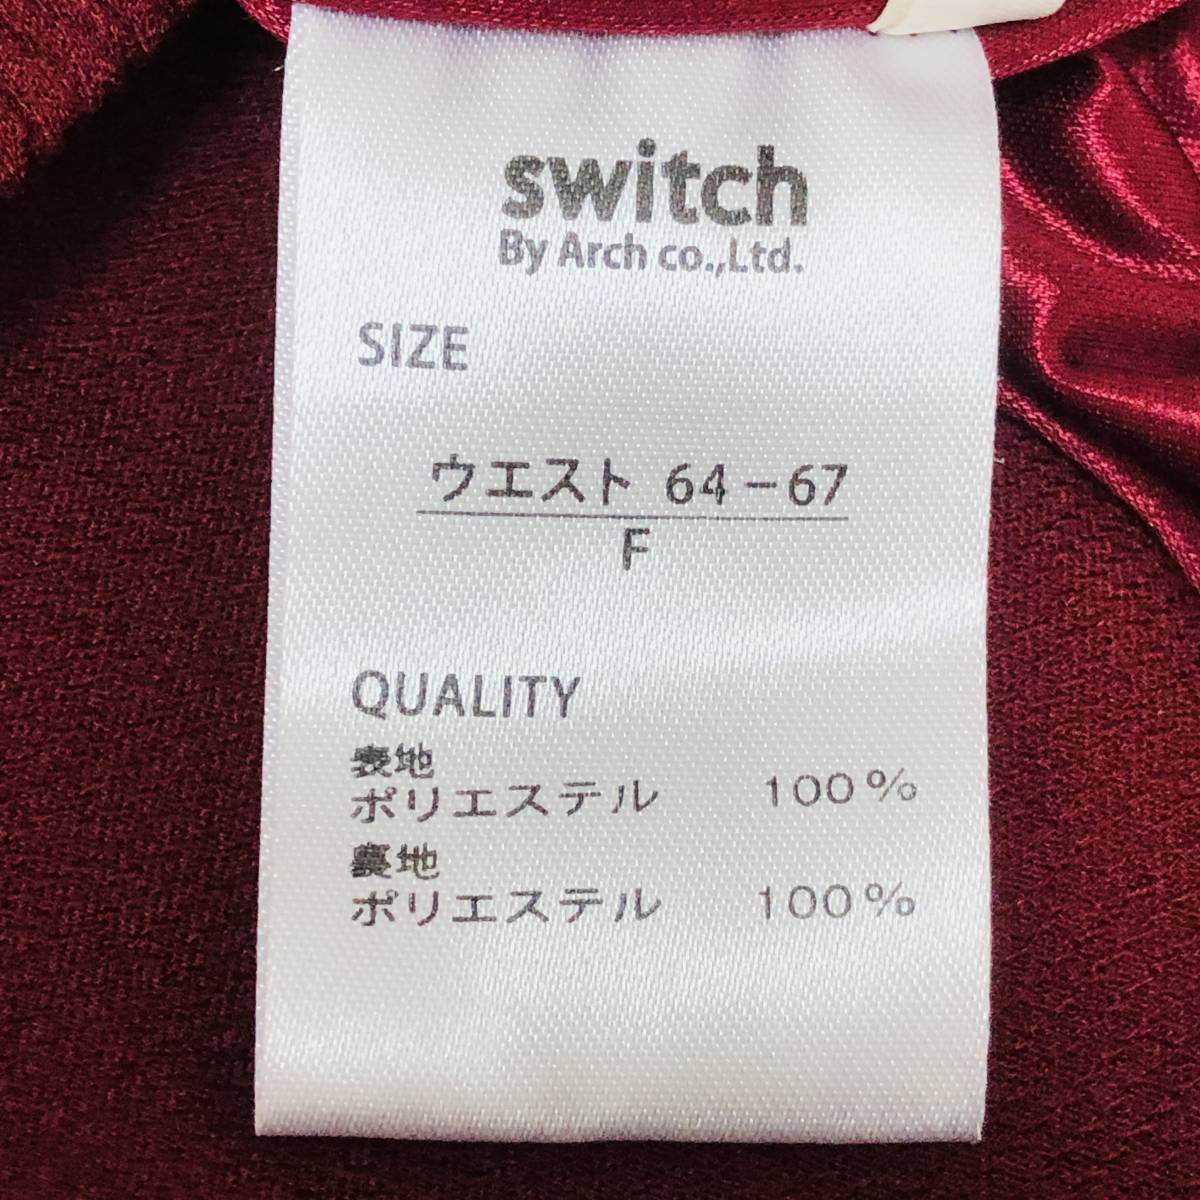 switch
By Arch co.,Ltd.
SIZE
ウエスト 64-67
F
QUALITY
表地
ポリエステル 100%
裏地
ポリエステル 100%